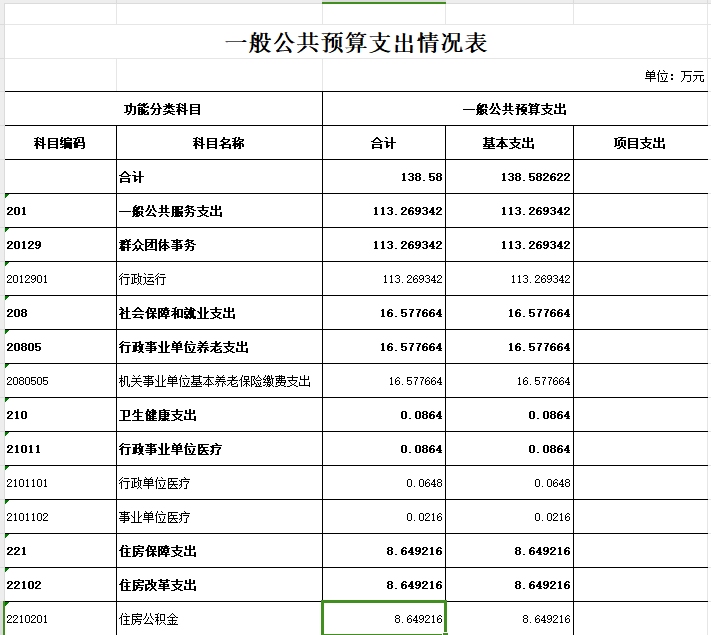 一般公共预算支出情况表
单位：万元
功能分类科目 一般公共预算支出
科目编码 科目名称 合计 基本支出 项目支出
合计 138.58 138.582622
201 一般公共服务支出 113.269342 113.269342
20129 群众团体事务 113.269342 113.269342
2012901 行政运行 113.269342 113.269342
208 社会保障和就业支出 16.577664 16.577664
20805 行政事业单位养老支出 16.577664 16.577664
2080505 机关事业单位基本养老保险缴费支出 16.577664 16.577664
210 卫生健康支出 0.0864 0.0864
21011 行政事业单位医疗 0.0864 0.0864
2101101 行政单位医疗 0.0648 0.0648
2101102 事业单位医疗 0.0216 0.0216
221 住房保障支出 8.649216 8.649216
22102 住房改革支出 8.649216 8.649216
2210201 住房公积金 8.649216 8.649216